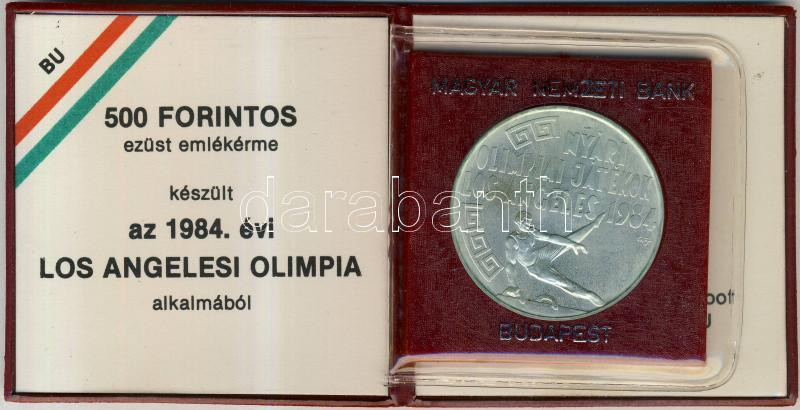 BU
500 FORINTOS
ezüst emlékérme
készült
az 1984. évi
LOS ANGELESI OLIMPIA
alkalmából
MAGYAR NEMZETI BANK
NYÁRI
OLIMPIAI JÁTÉKOK
LOS ANGELES 1984
BUDAPEST
darabanth